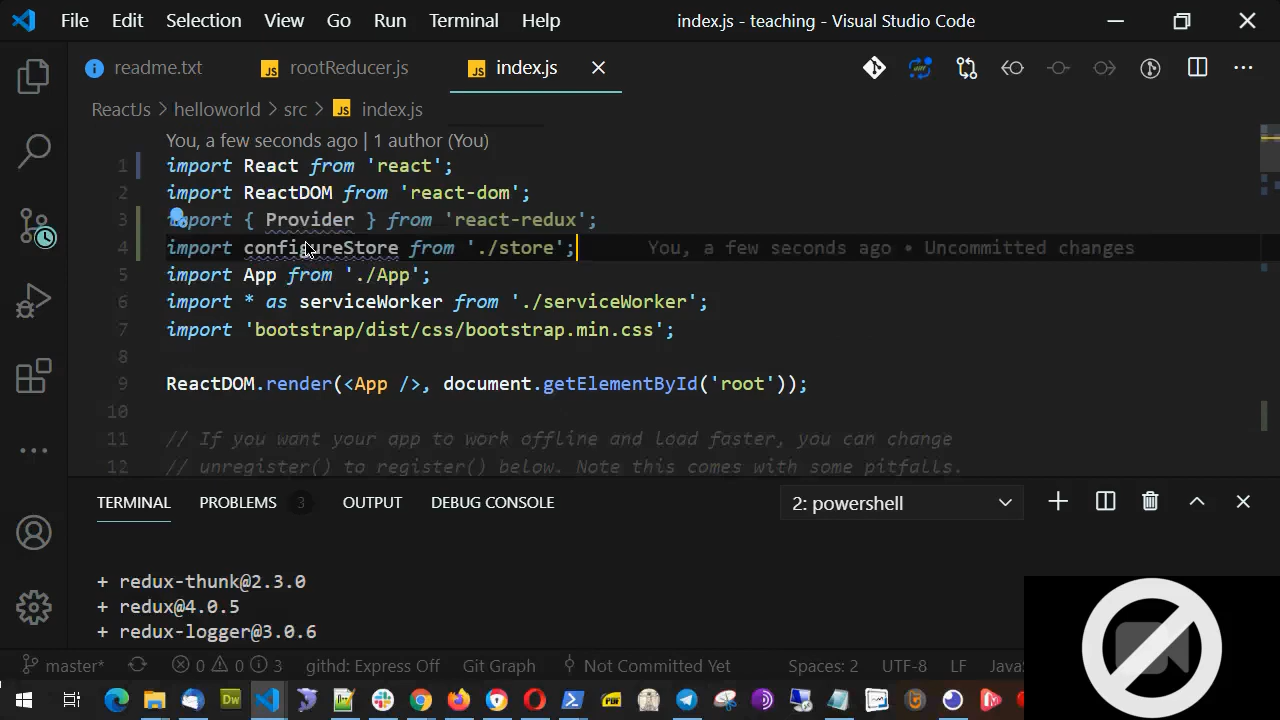 File Edit Selection View Go Run Terminal Help index.js - teaching - Visual Studio Code
readme.txt JS rootReducer.js JS index.js
ReactJs > helloworld > src > JS index.js
You, a few seconds ago | 1 author (You)
1 import React from 'react';
2 import ReactDOM from 'react-dom';
3 import { Provider } from 'react-redux';
4 import configureStore from './store'; You, a few seconds ago • Uncommitted changes
5 import App from './App';
6 import * as serviceWorker from './serviceWorker';
7 import 'bootstrap/dist/css/bootstrap.min.css';
8
9 ReactDOM.render(<App />, document.getElementById('root'));
10
11 // If you want your app to work offline and load faster, you can change
12 // unregister() to register() below. Note this comes with some pitfalls.
TERMINAL PROBLEMS 3 OUTPUT DEBUG CONSOLE 2: powershell
+ redux-thunk@2.3.0
+ redux@4.0.5
+ redux-logger@3.0.6
master* 0 0 3 githd: Express Off Git Graph Not Committed Yet Spaces: 2 UTF-8 LF Java
Dw PDF